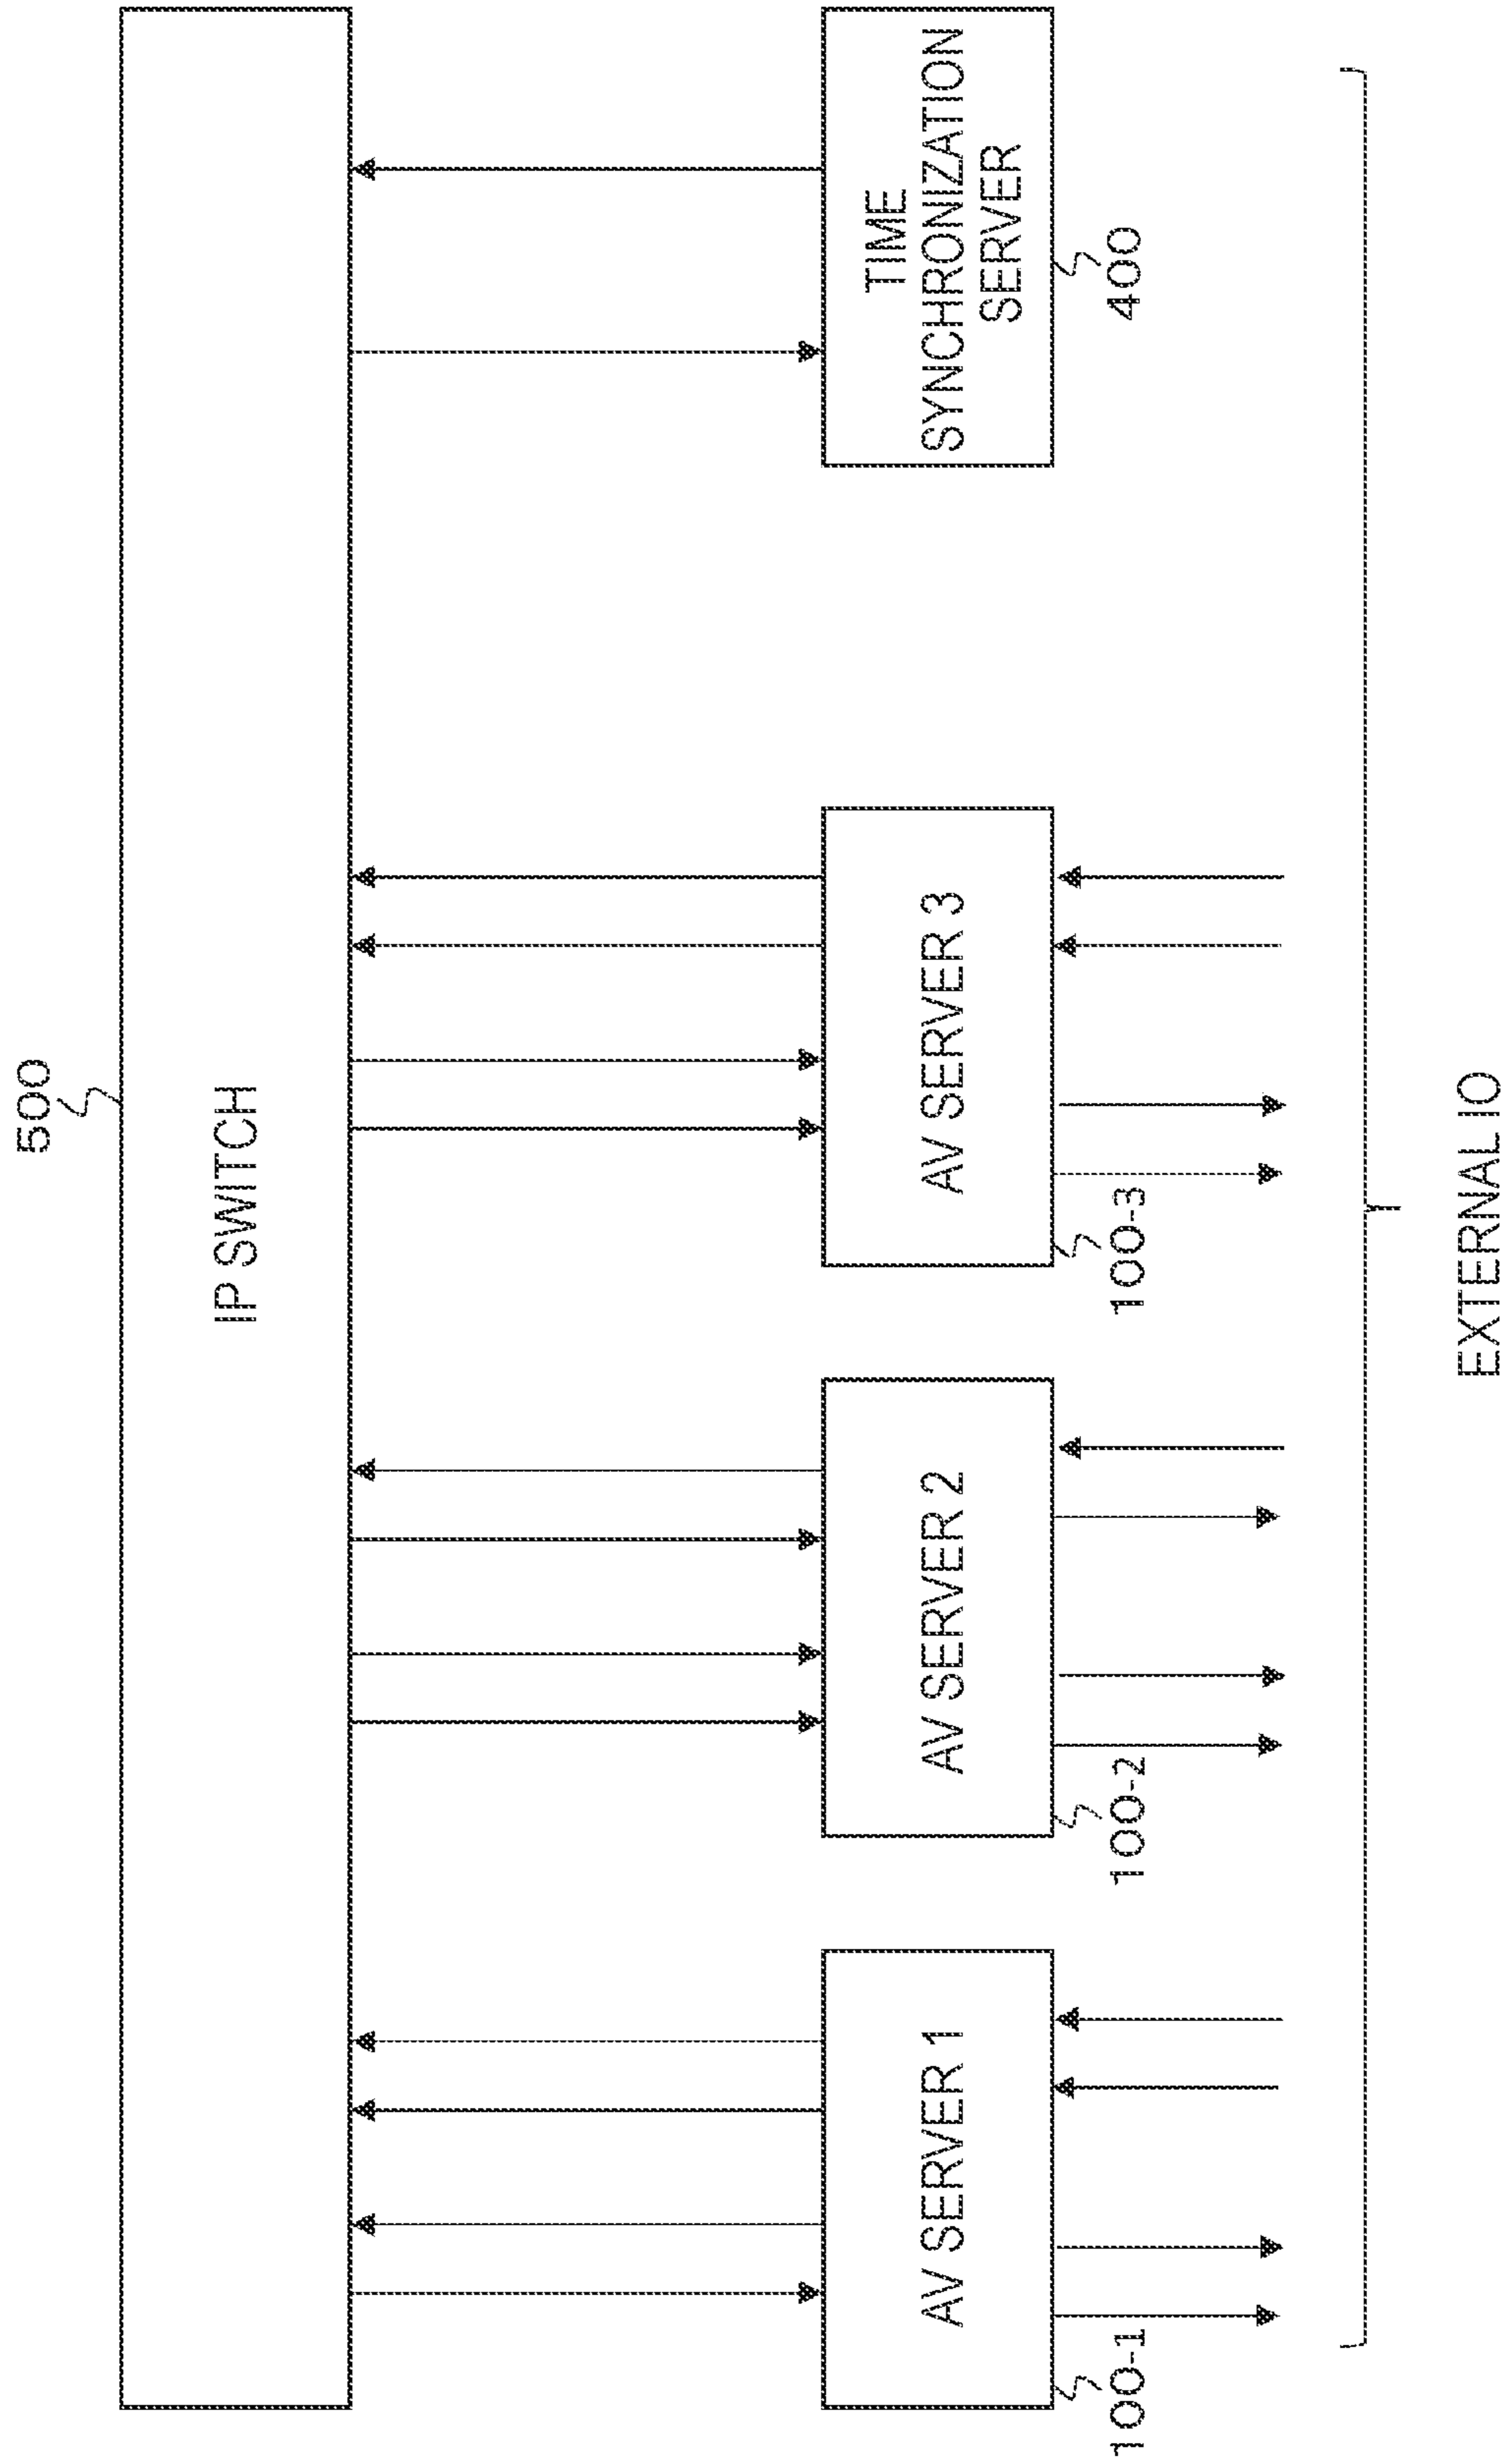 500
IP SWITCH
AV SERVER 1
AV SERVER 2
AV SERVER 3
TIME
SYNCHRONIZATION
SERVER
100-1
100-2
100-3
400
EXTERNAL IO